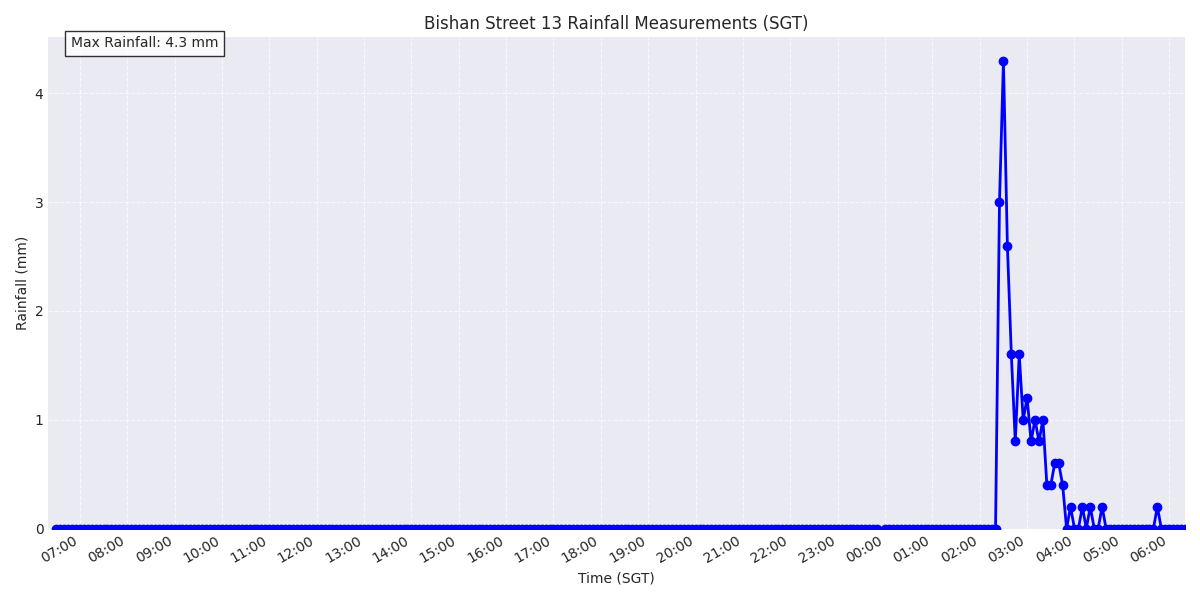 Bishan Street 13 Rainfall Measurements (SGT)
Max Rainfall: 4.3 mm
Rainfall (mm)
4
3
2
1
0
07:00 08:00 09:00 10:00 11:00 12:00 13:00 14:00 15:00 16:00 17:00 18:00 19:00 20:00 21:00 22:00 23:00 00:00 01:00 02:00 03:00 04:00 05:00 06:00
Time (SGT)